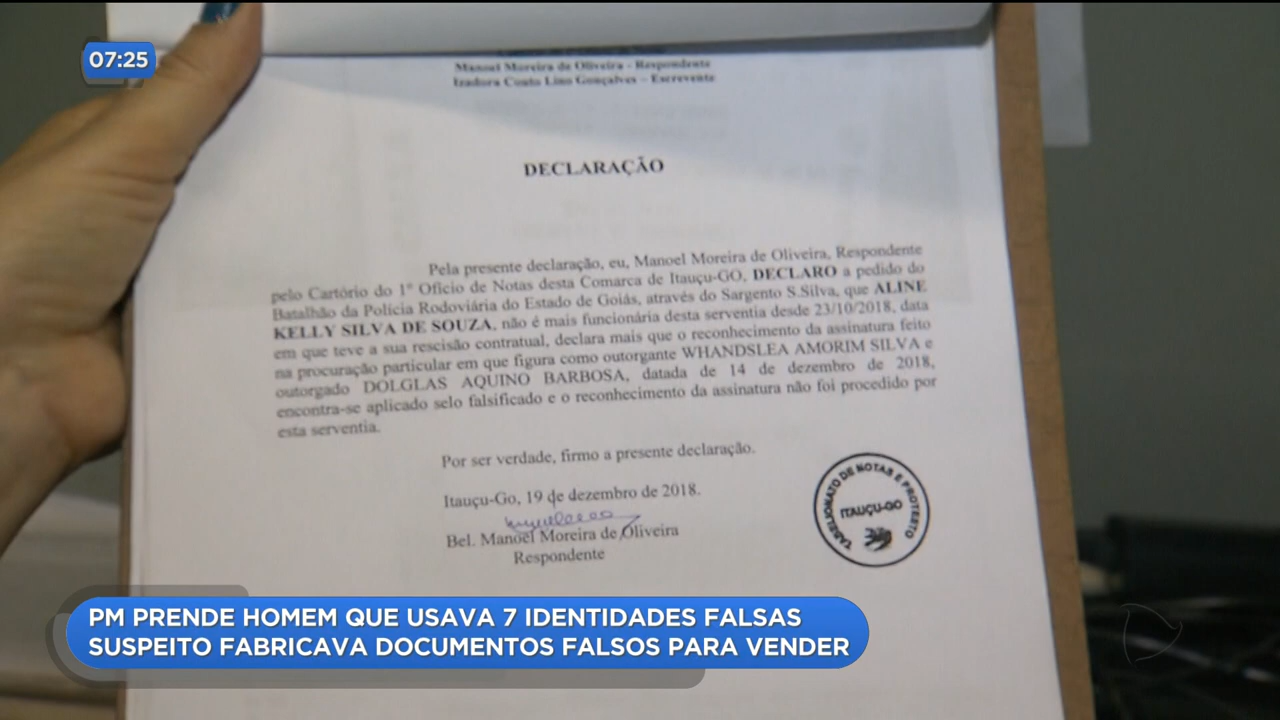 07:25
Manoel Moreira de Oliveira - Respondente
Izadora Couto Lino Gonçalves – Escrevente
DECLARAÇÃO
Pela presente declaração, eu, Manoel Moreira de Oliveira, Respondente
pelo Cartório do 1º Oficio de Notas desta Comarca de Itauçu-GO, DECLARO a pedido do
Batalhão da Polícia Rodoviária do Estado de Goiás, através do Sargento S.Silva, que ALINE
KELLY SILVA DE SOUZA, não é mais funcionária desta serventia desde 23/10/2018, data
em que teve a sua rescisão contratual, declara mais que o reconhecimento da assinatura feito
na procuração particular em que figura como outorgante WHANDSLEA AMORIM SILVA e
outorgado DOLGLAS AQUINO BARBOSA, datada de 14 de dezembro de 2018,
encontra-se aplicado selo falsificado e o reconhecimento da assinatura não foi procedido por
esta serventia.
Por ser verdade, firmo a presente declaração.
Itauçu-Go, 19 de dezembro de 2018.
Bel. Manoel Moreira de Oliveira
Respondente
TABELIONATO DE NOTAS E PROTESTO
ITAUÇU-GO
PM PRENDE HOMEM QUE USAVA 7 IDENTIDADES FALSAS
SUSPEITO FABRICAVA DOCUMENTOS FALSOS PARA VENDER